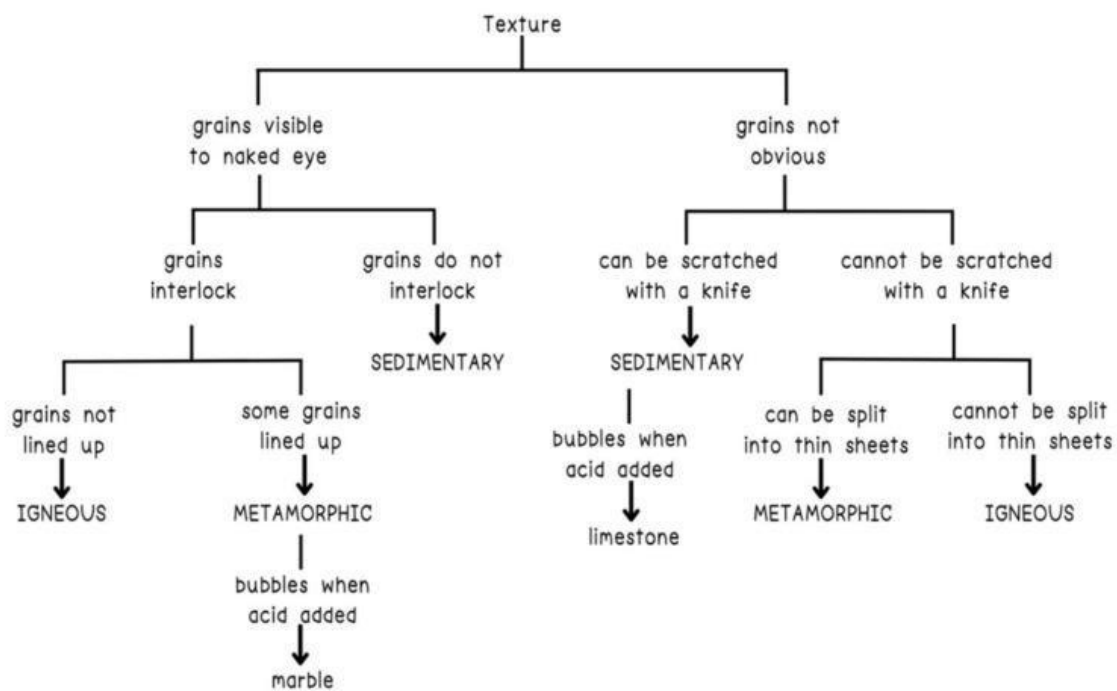 Texture
grains visible
to naked eye
grains not
obvious
grains
interlock
grains do not
interlock
can be scratched
with a knife
cannot be scratched
with a knife
SEDIMENTARY
SEDIMENTARY
grains not
lined up
some grains
lined up
bubbles when
acid added
can be split
into thin sheets
cannot be split
into thin sheets
IGNEOUS
METAMORPHIC
limestone
METAMORPHIC
IGNEOUS
bubbles when
acid added
marble